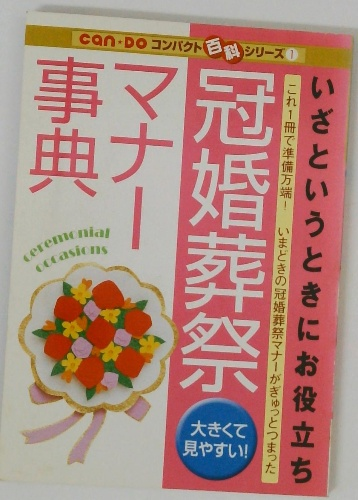 can★Do コンパクト百科シリーズ1
いざというときにお役立ち
これ1冊で準備万端! いまどきの冠婚葬祭マナーがぎゅっとつまった
冠婚葬祭
マナー
事典
ceremonial
occasions
大きくて
見やすい!